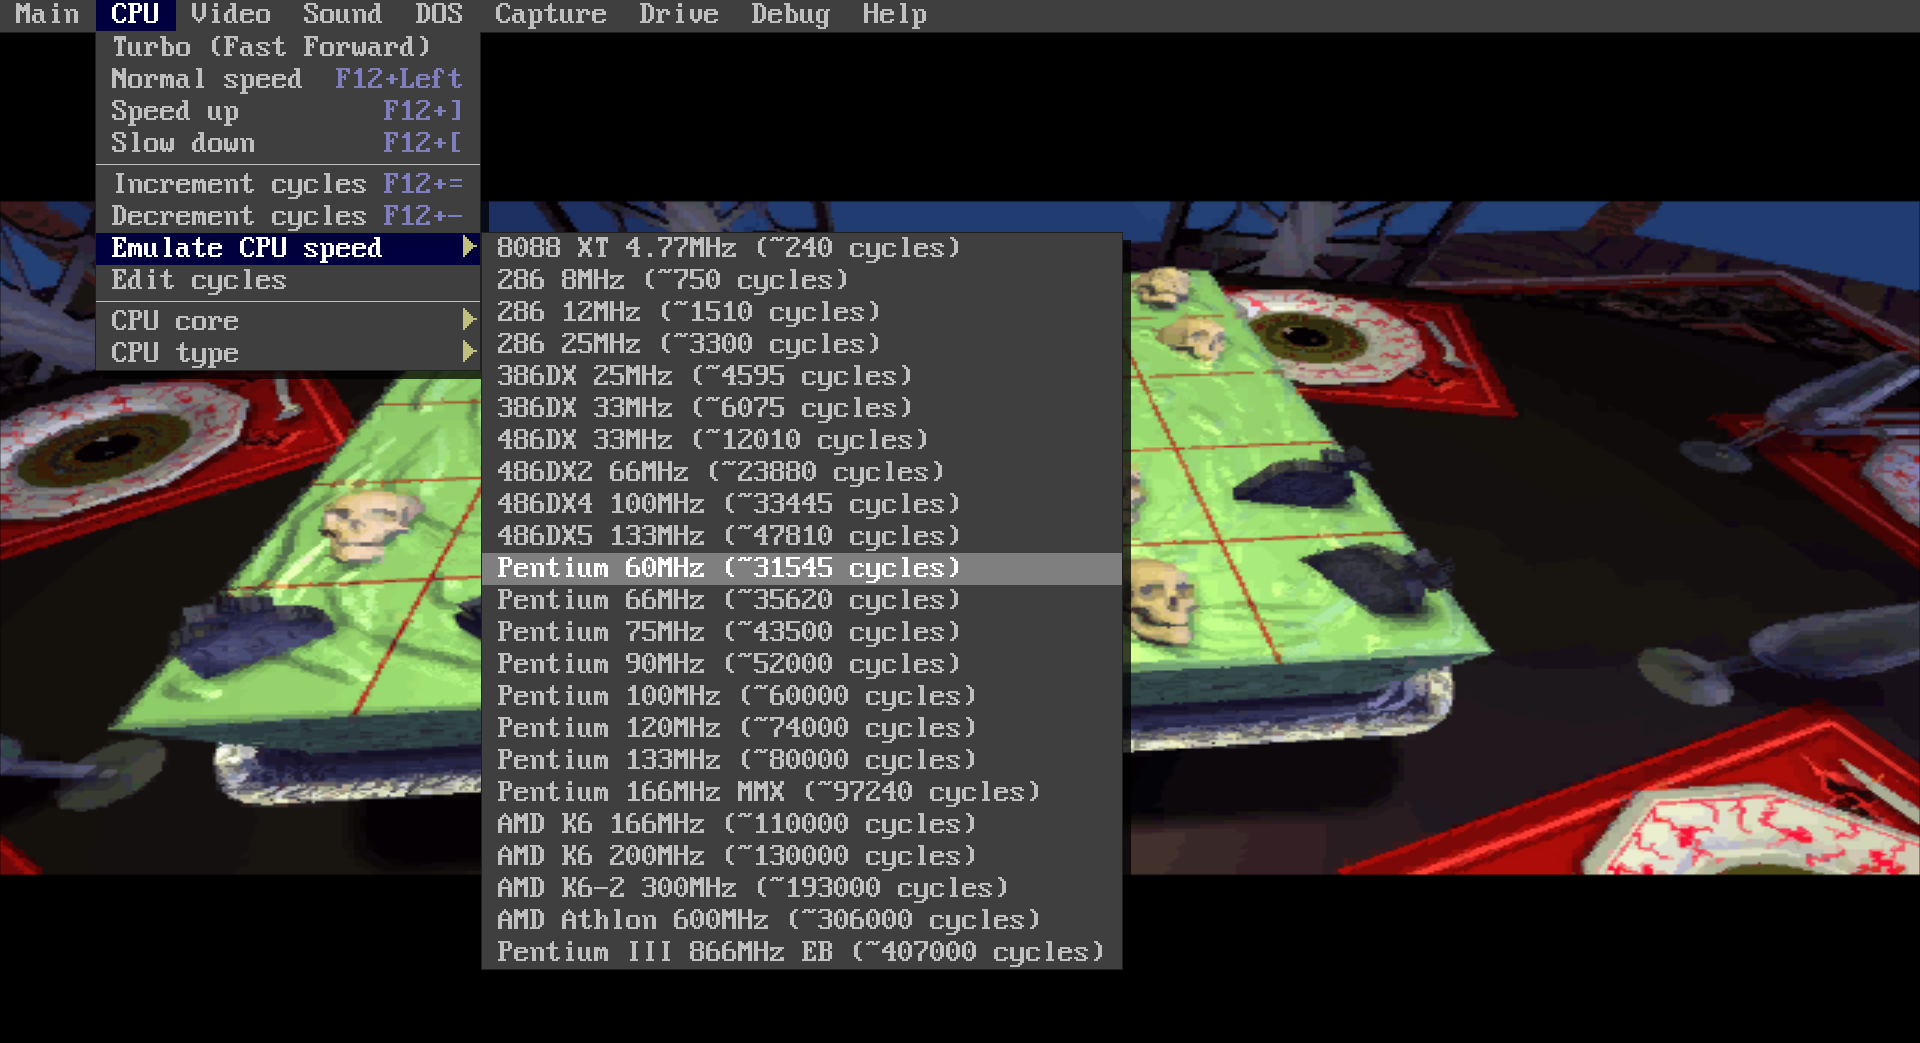 Main CPU Video Sound DOS Capture Drive Debug Help
Turbo (Fast Forward)
Normal speed F12+Left
Speed up F12+]
Slow down F12+[
Increment cycles F12+=
Decrement cycles F12+-
Emulate CPU speed
Edit cycles
CPU core
CPU type
8088 XT 4.77MHz (~240 cycles)
286 8MHz (~750 cycles)
286 12MHz (~1510 cycles)
286 25MHz (~3300 cycles)
386DX 25MHz (~4595 cycles)
386DX 33MHz (~6075 cycles)
486DX 33MHz (~12010 cycles)
486DX2 66MHz (~23880 cycles)
486DX4 100MHz (~33445 cycles)
486DX5 133MHz (~47810 cycles)
Pentium 60MHz (~31545 cycles)
Pentium 66MHz (~35620 cycles)
Pentium 75MHz (~43500 cycles)
Pentium 90MHz (~52000 cycles)
Pentium 100MHz (~60000 cycles)
Pentium 120MHz (~74000 cycles)
Pentium 133MHz (~80000 cycles)
Pentium 166MHz MMX (~97240 cycles)
AMD K6 166MHz (~110000 cycles)
AMD K6 200MHz (~130000 cycles)
AMD K6-2 300MHz (~193000 cycles)
AMD Athlon 600MHz (~306000 cycles)
Pentium III 866MHz EB (~407000 cycles)